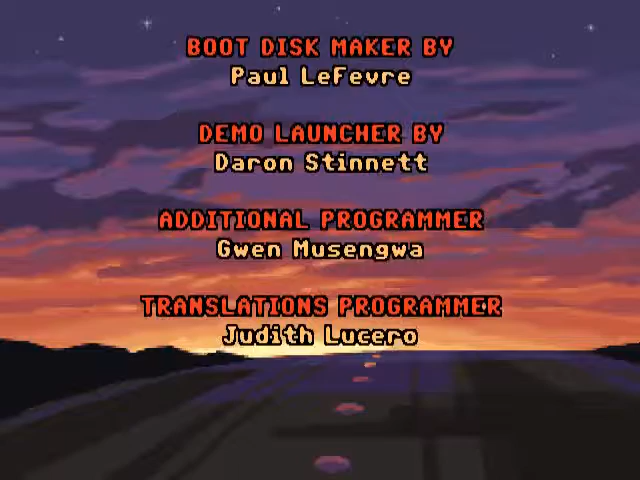 BOOT DISK MAKER BY
Paul LeFevre
DEMO LAUNCHER BY
Daron Stinnett
ADDITIONAL PROGRAMMER
Gwen Musengwa
TRANSLATIONS PROGRAMMER
Judith Lucero